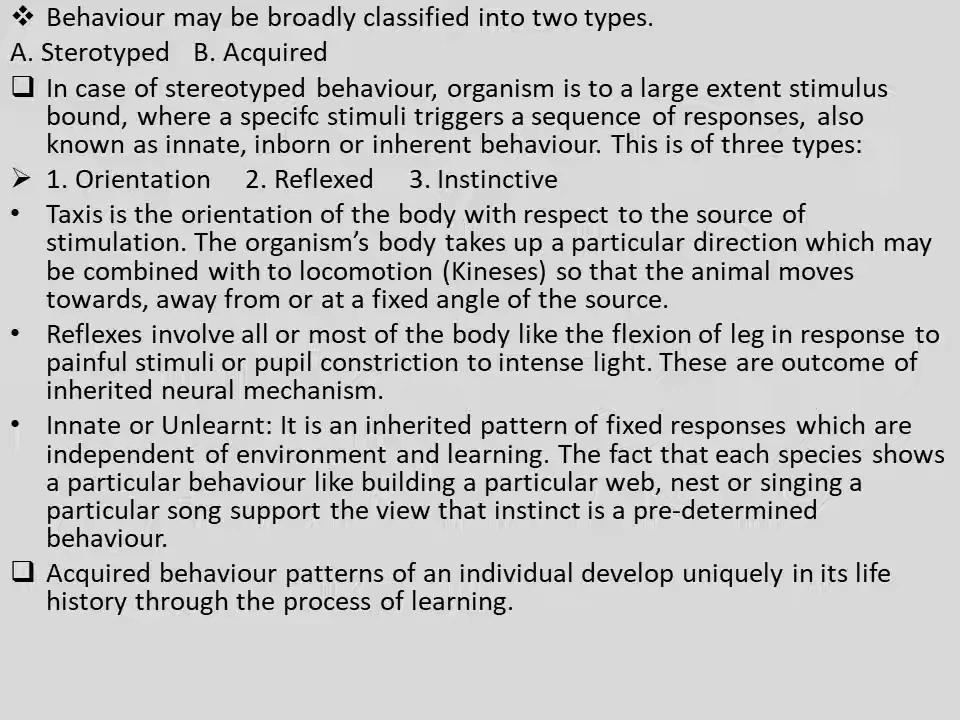 ❖ Behaviour may be broadly classified into two types.
A. Sterotyped B. Acquired
❑ In case of stereotyped behaviour, organism is to a large extent stimulus
bound, where a specifc stimuli triggers a sequence of responses, also
known as innate, inborn or inherent behaviour. This is of three types:
➢ 1. Orientation 2. Reflexed 3. Instinctive
• Taxis is the orientation of the body with respect to the source of
stimulation. The organism’s body takes up a particular direction which may
be combined with to locomotion (Kineses) so that the animal moves
towards, away from or at a fixed angle of the source.
• Reflexes involve all or most of the body like the flexion of leg in response to
painful stimuli or pupil constriction to intense light. These are outcome of
inherited neural mechanism.
• Innate or Unlearnt: It is an inherited pattern of fixed responses which are
independent of environment and learning. The fact that each species shows
a particular behaviour like building a particular web, nest or singing a
particular song support the view that instinct is a pre-determined
behaviour.
❑ Acquired behaviour patterns of an individual develop uniquely in its life
history through the process of learning.